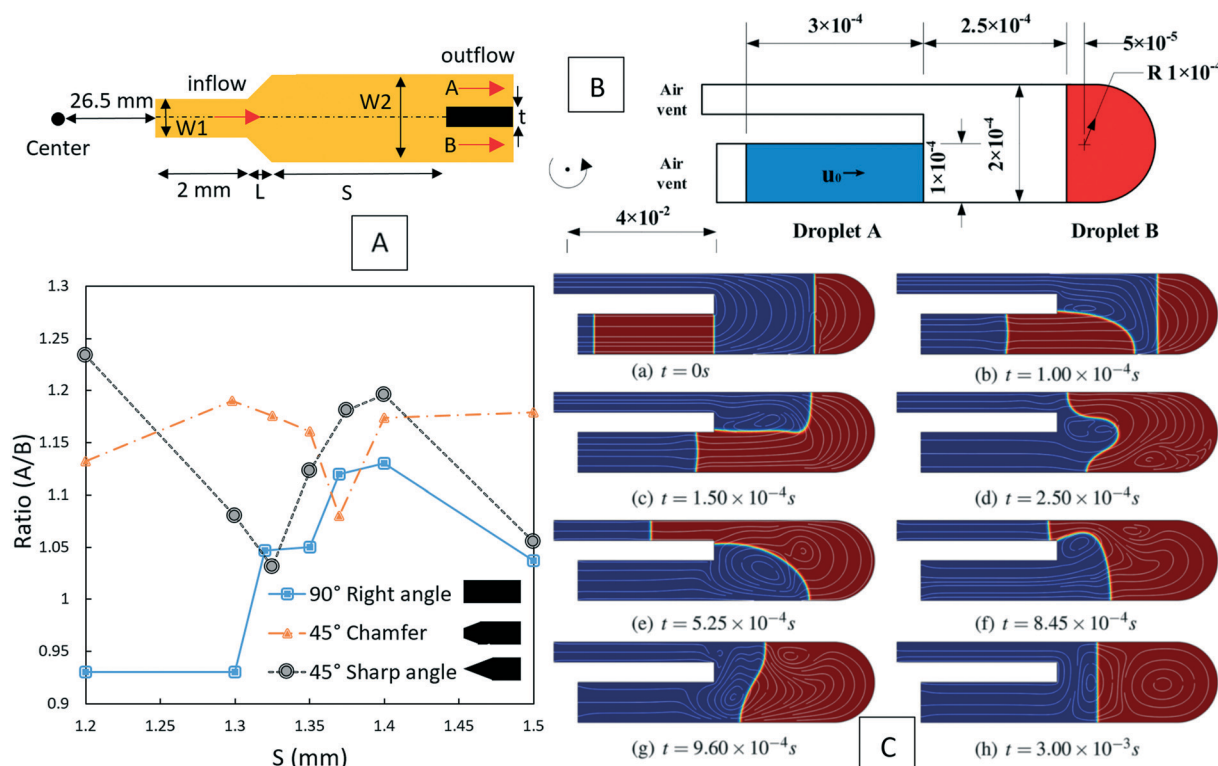 26.5 mm
Center
inflow
W1
W2
outflow
A
B
t
2 mm
L
S
A
B
3×10⁻⁴
2.5×10⁻⁴
5×10⁻⁵
R 1×10⁻⁴
Air
vent
Air
vent
u₀
1×10⁻⁴
2×10⁻⁴
4×10⁻²
Droplet A
Droplet B
1.3
1.25
1.2
1.15
1.1
1.05
1
0.95
0.9
Ratio (A/B)
90° Right angle
45° Chamfer
45° Sharp angle
1.2
1.25
1.3
1.35
1.4
1.45
1.5
S (mm)
(a) t = 0s
(b) t = 1.00 × 10⁻⁴s
(c) t = 1.50 × 10⁻⁴s
(d) t = 2.50 × 10⁻⁴s
(e) t = 5.25 × 10⁻⁴s
(f) t = 8.45 × 10⁻⁴s
(g) t = 9.60 × 10⁻⁴s
(h) t = 3.00 × 10⁻³s
C